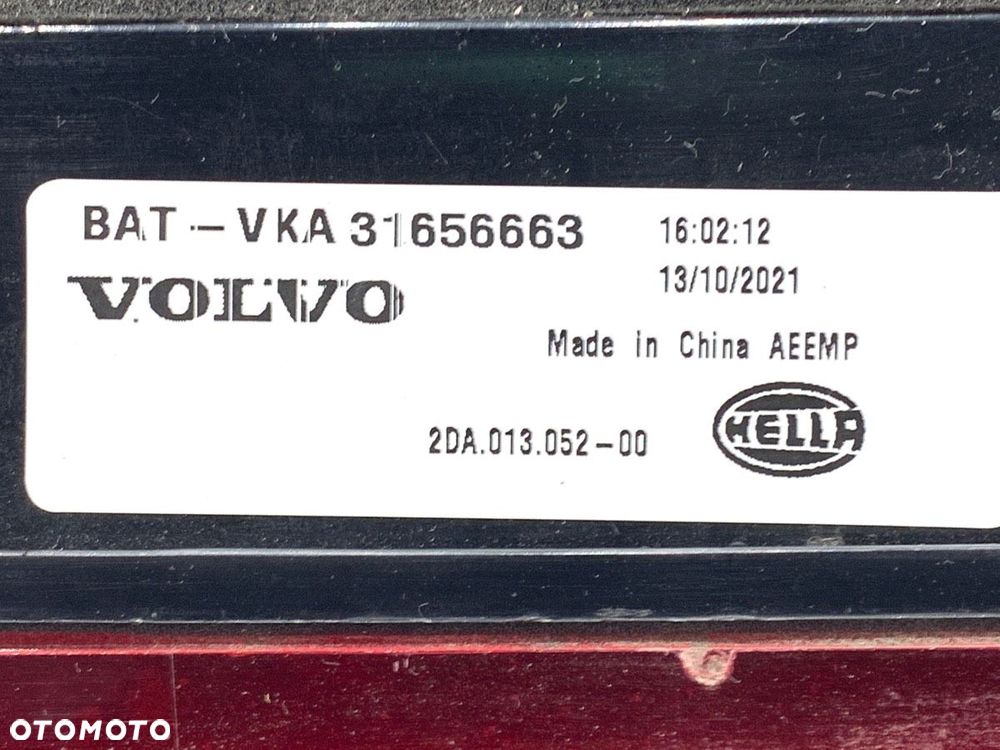 BAT - VKA 31656663 16:02:12
VOLVO 13/10/2021
Made in China AEEMP
2DA.013.052-00 HELLA
OTOMOTO